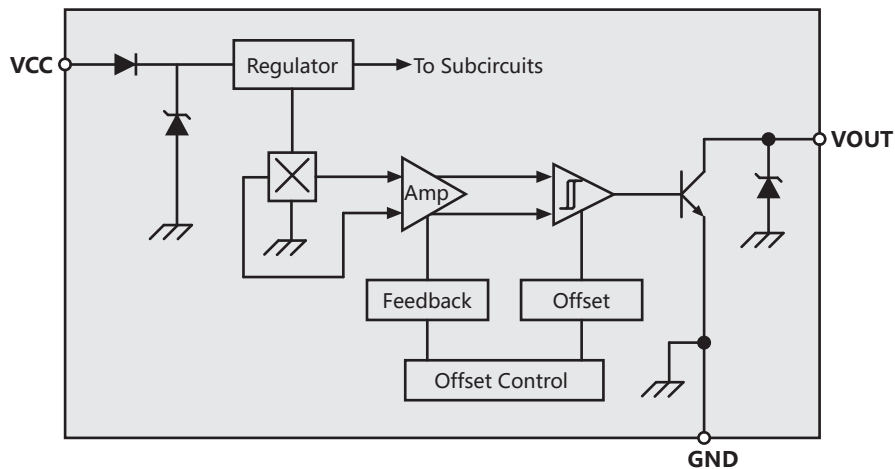 VCC
Regulator
To Subcircuits
VOUT
Amp
Feedback
Offset
Offset Control
GND